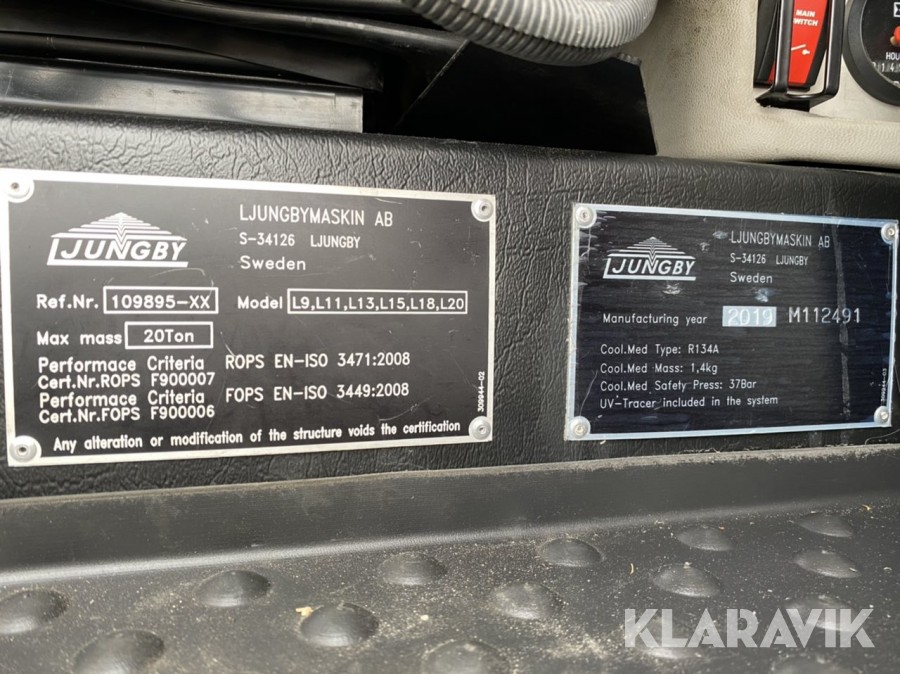 MAIN
SWITCH
HOU
LJUNGBY
LJUNGBYMASKIN AB
S-34126 LJUNGBY
Sweden
Ref.Nr. 109895-XX Model L9,L11,L13,L15,L18,L20
Max mass 20Ton
Performace Criteria ROPS EN-ISO 3471:2008
Cert.Nr.ROPS F900007
Performace Criteria FOPS EN-ISO 3449:2008
Cert.Nr.FOPS F900006
Any alteration or modification of the structure voids the certification
309944-02
LJUNGBY
LJUNGBYMASKIN AB
S-34126 LJUNGBY
Sweden
Manufacturing year 2019 M112491
Cool.Med Type: R134A
Cool.Med Mass: 1,4kg
Cool.Med Safety Press: 37Bar
UV-Tracer included in the system
KLARAVIK